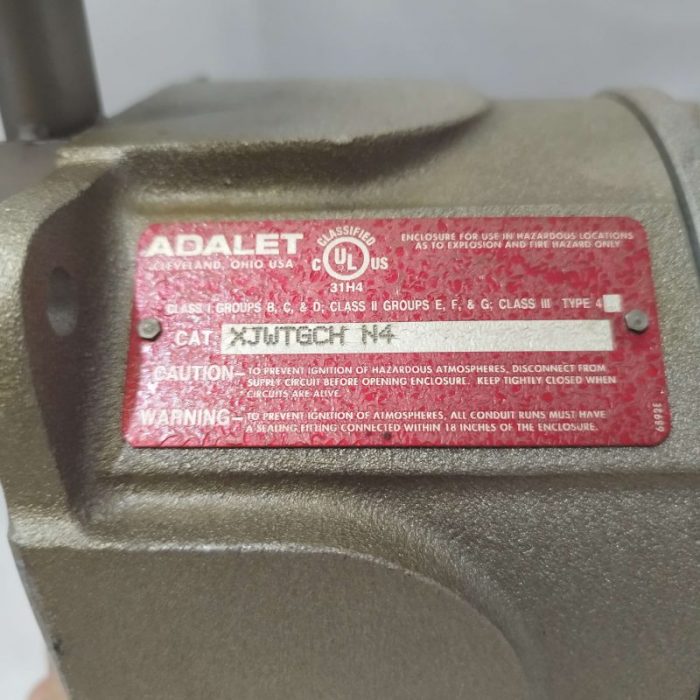 ADALET
CLEVELAND, OHIO USA
CLASSIFIED
C UL US
31H4
ENCLOSURE FOR USE IN HAZARDOUS LOCATIONS
AS TO EXPLOSION AND FIRE HAZARD ONLY
CLASS I GROUPS B, C, & D; CLASS II GROUPS E, F, & G; CLASS III TYPE 4
CAT. XJWTGCH N4
CAUTION–TO PREVENT IGNITION OF HAZARDOUS ATMOSPHERES, DISCONNECT FROM
SUPPLY CIRCUIT BEFORE OPENING ENCLOSURE. KEEP TIGHTLY CLOSED WHEN
CIRCUITS ARE ALIVE.
WARNING–TO PREVENT IGNITION OF ATMOSPHERES, ALL CONDUIT RUNS MUST HAVE
A SEALING FITTING CONNECTED WITHIN 18 INCHES OF THE ENCLOSURE.